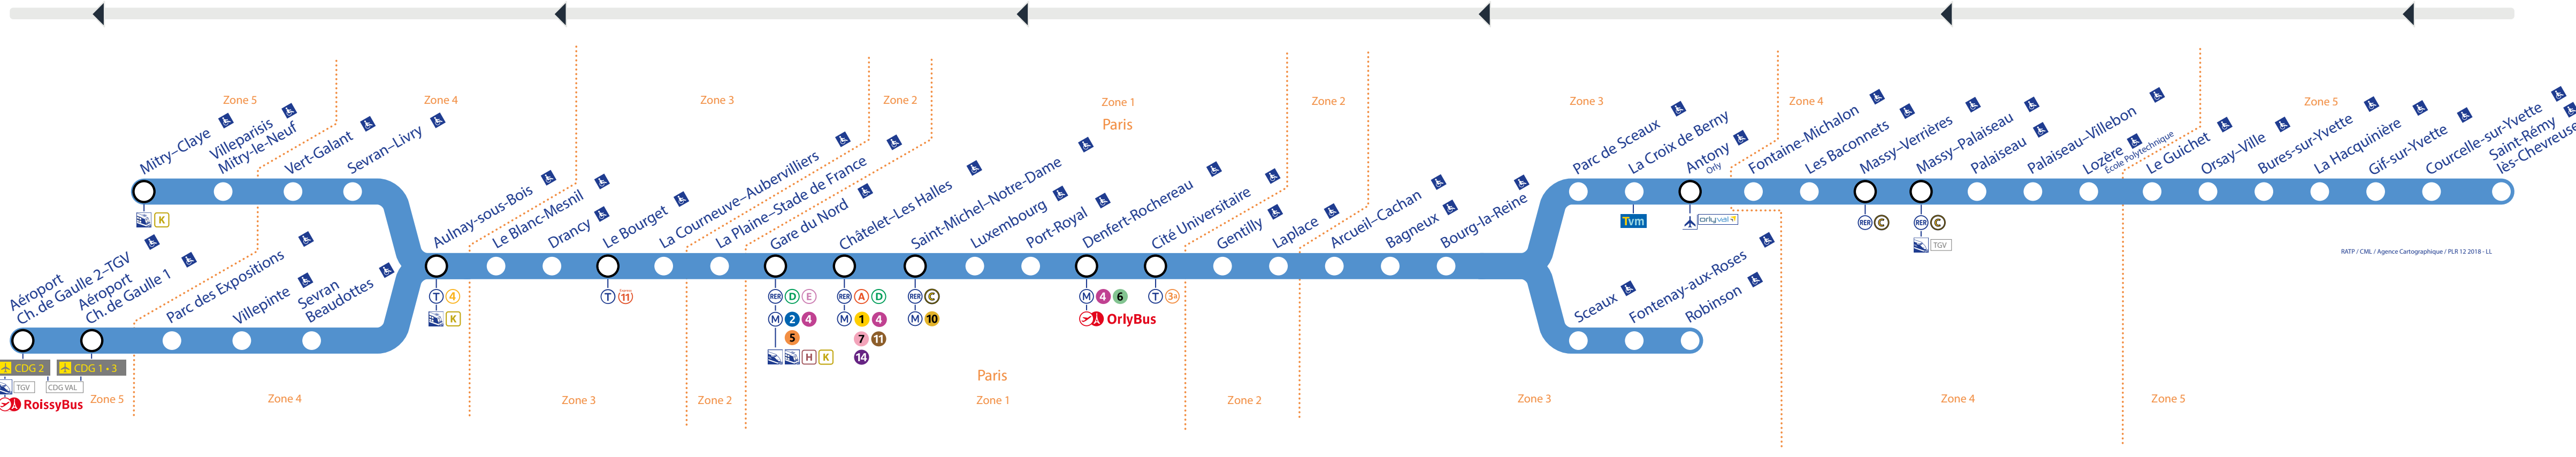 Zone 5
Zone 4
Zone 3
Zone 2
Zone 1
Paris
Zone 2
Zone 3
Zone 4
Zone 5
Mitry–Claye
Villeparisis
Mitry-le-Neuf
Vert-Galant
Sevran–Livry
K
Aéroport
Ch. de Gaulle 2–TGV
Aéroport
Ch. de Gaulle 1
Parc des Expositions
Villepinte
Sevran
Beaudottes
CDG 2
CDG 1 • 3
TGV
CDG VAL
RoissyBus
Aulnay-sous-Bois
T 4
K
Le Blanc-Mesnil
Drancy
Le Bourget
T
11
La Courneuve–Aubervilliers
La Plaine–Stade de France
Gare du Nord
RER D E
M 2 4
5
H K
Châtelet–Les Halles
RER A D
M 1 4
7 11
14
Saint-Michel–Notre-Dame
RER C
M 10
Luxembourg
Port-Royal
Denfert-Rochereau
M 4 6
OrlyBus
Cité Universitaire
T 3a
Gentilly
Laplace
Arcueil–Cachan
Bagneux
Bourg-la-Reine
Parc de Sceaux
La Croix de Berny
Tvm
Antony
Orly
orlyval
Fontaine-Michalon
Les Baconnets
Massy–Verrières
RER C
Massy–Palaiseau
RER C
TGV
Palaiseau
Palaiseau–Villebon
Lozère
École Polytechnique
Le Guichet
Orsay–Ville
Bures-sur-Yvette
La Hacquinière
Gif-sur-Yvette
Courcelle-sur-Yvette
Saint-Rémy
lès-Chevreuse
Sceaux
Fontenay-aux-Roses
Robinson
RATP / CML / Agence Cartographique / PLR 12 2018 - LL
Zone 5
Zone 4
Zone 3
Zone 2
Paris
Zone 1
Zone 2
Zone 3
Zone 4
Zone 5